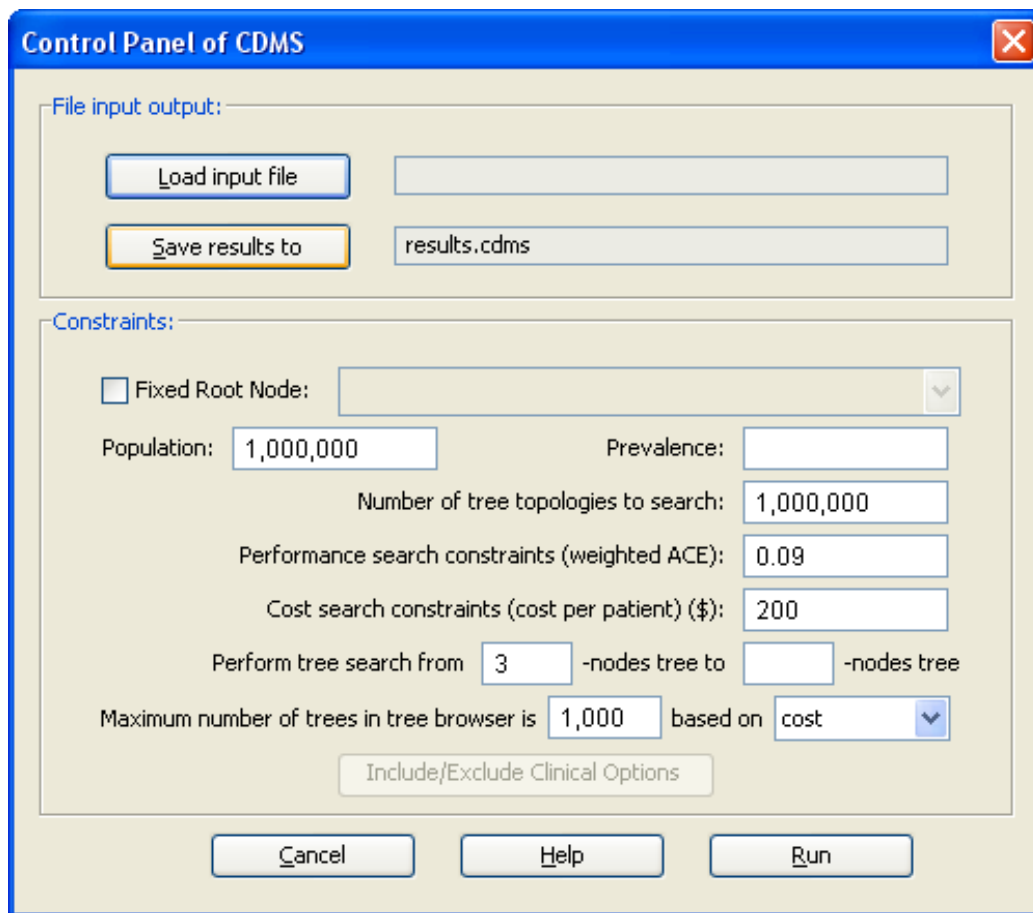 Control Panel of CDMS
File input output:
Load input file
Save results to results.cdms
Constraints:
Fixed Root Node:
Population: 1,000,000 Prevalence:
Number of tree topologies to search: 1,000,000
Performance search constraints (weighted ACE): 0.09
Cost search constraints (cost per patient) ($): 200
Perform tree search from 3 -nodes tree to -nodes tree
Maximum number of trees in tree browser is 1,000 based on cost
Include/Exclude Clinical Options
Cancel Help Run